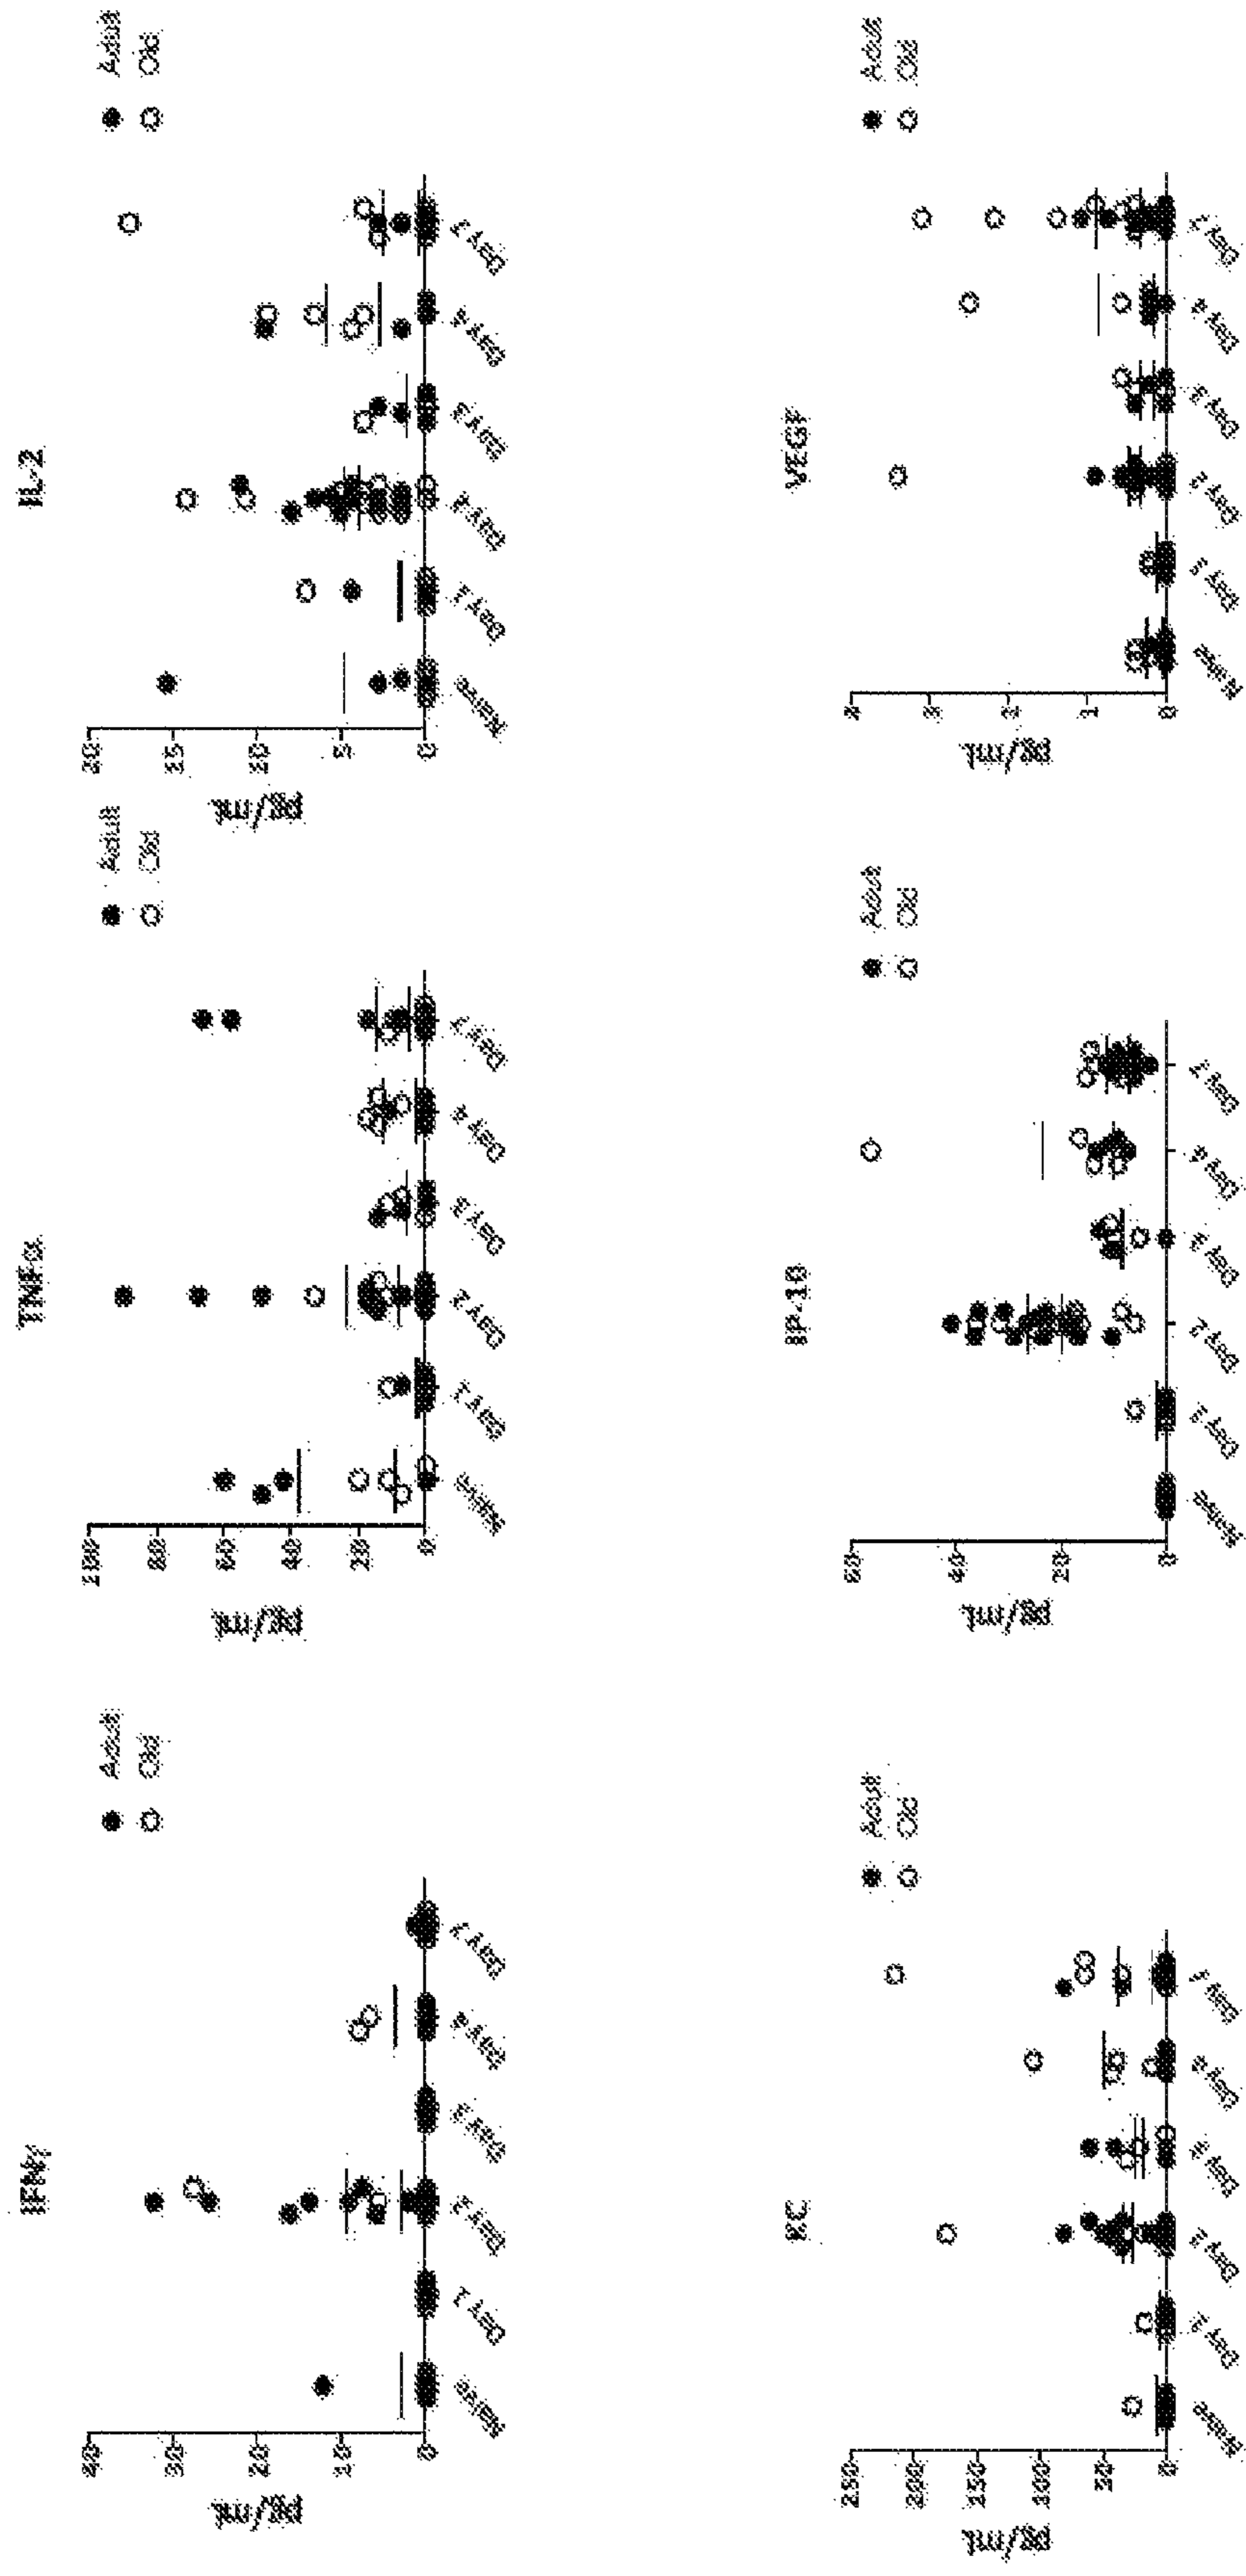 IFNγ
Adult
Old
pg/mL
40
30
20
10
0
Naive Day 1 Day 2 Day 3 Day 4 Day 7
TNFα
Adult
Old
pg/mL
100
80
60
40
20
0
Naive Day 1 Day 2 Day 3 Day 4 Day 7
IL-2
Adult
Old
pg/mL
20
15
10
5
0
Naive Day 1 Day 2 Day 3 Day 4 Day 7
KC
Adult
Old
pg/mL
250
200
150
100
50
0
Naive Day 1 Day 2 Day 3 Day 4 Day 7
IP-10
Adult
Old
pg/mL
60
40
20
0
Naive Day 1 Day 2 Day 3 Day 4 Day 7
VEGF
Adult
Old
pg/mL
4
3
2
1
0
Naive Day 1 Day 2 Day 3 Day 4 Day 7